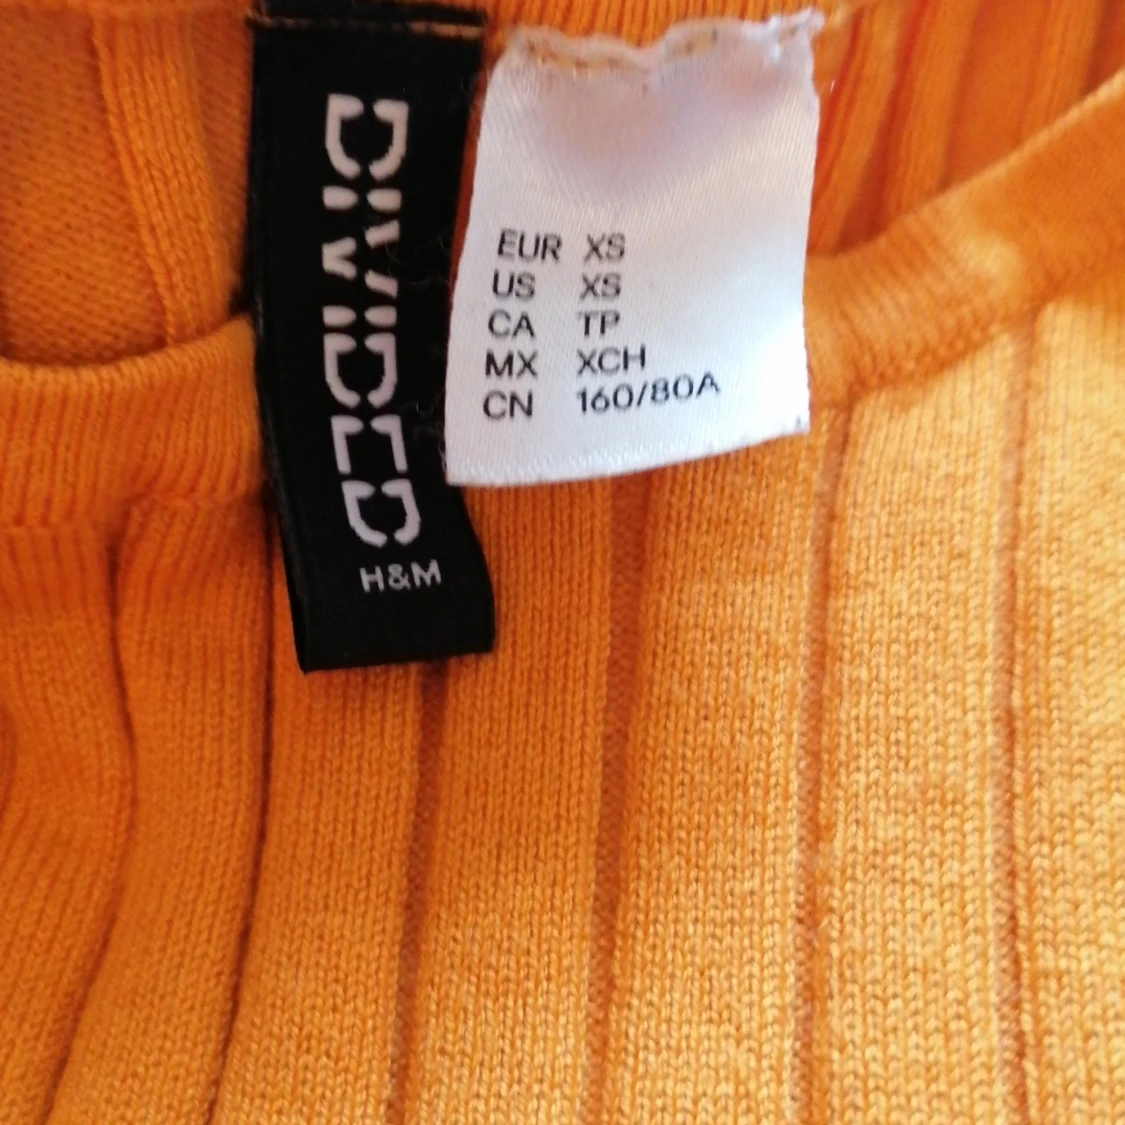 DIVIDED
H&M
EUR XS
US XS
CA TP
MX XCH
CN 160/80A